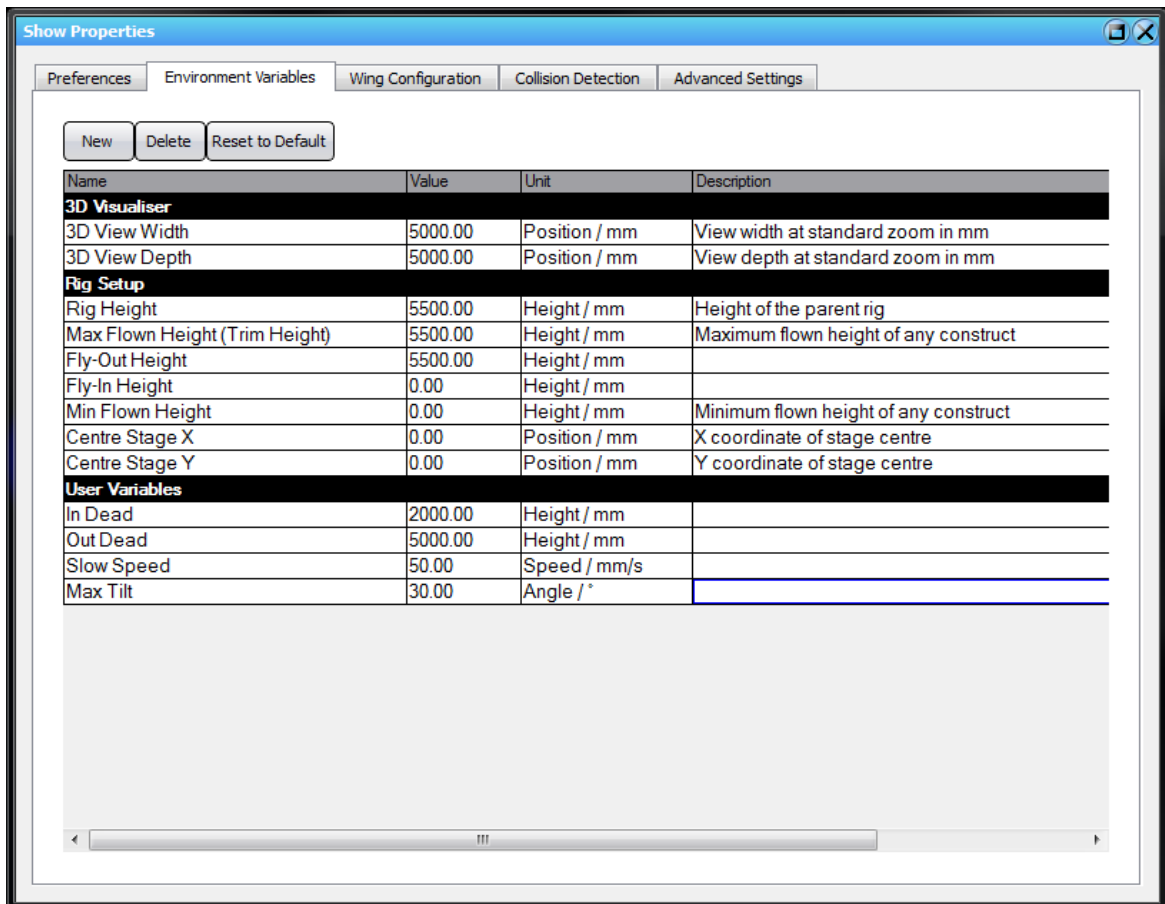 Show Properties
Preferences Environment Variables Wing Configuration Collision Detection Advanced Settings
New Delete Reset to Default
Name Value Unit Description
3D Visualiser
3D View Width 5000.00 Position / mm View width at standard zoom in mm
3D View Depth 5000.00 Position / mm View depth at standard zoom in mm
Rig Setup
Rig Height 5500.00 Height / mm Height of the parent rig
Max Flown Height (Trim Height) 5500.00 Height / mm Maximum flown height of any construct
Fly-Out Height 5500.00 Height / mm
Fly-In Height 0.00 Height / mm
Min Flown Height 0.00 Height / mm Minimum flown height of any construct
Centre Stage X 0.00 Position / mm X coordinate of stage centre
Centre Stage Y 0.00 Position / mm Y coordinate of stage centre
User Variables
In Dead 2000.00 Height / mm
Out Dead 5000.00 Height / mm
Slow Speed 50.00 Speed / mm/s
Max Tilt 30.00 Angle / °